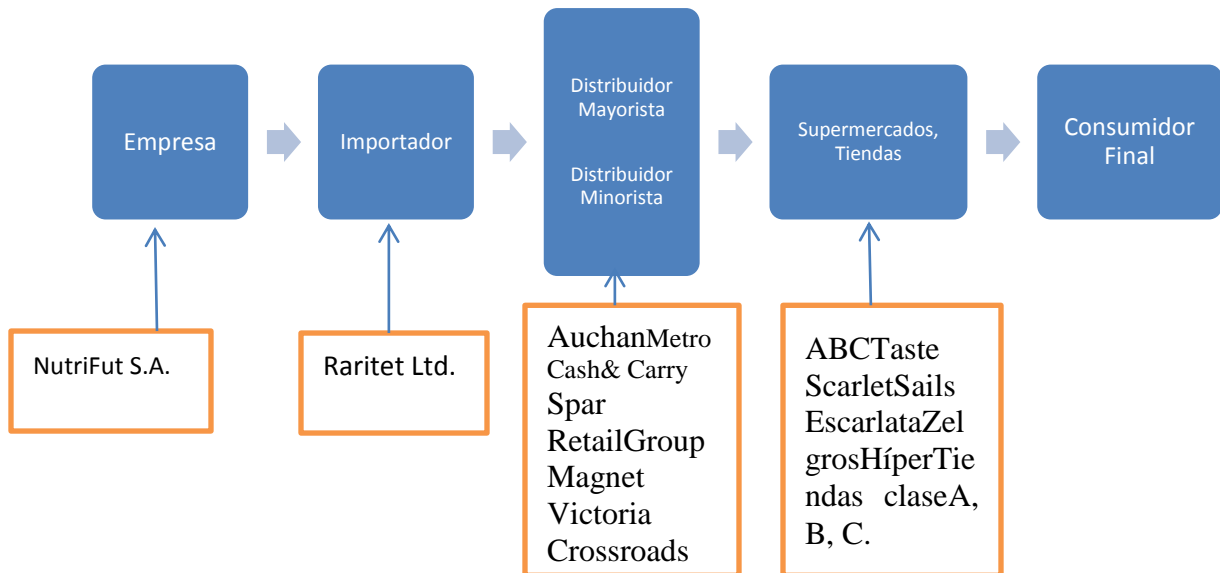 Empresa
Importador
Distribuidor
Mayorista
Distribuidor
Minorista
Supermercados,
Tiendas
Consumidor
Final
NutriFut S.A.
Raritet Ltd.
AuchanMetro
Cash& Carry
Spar
RetailGroup
Magnet
Victoria
Crossroads
ABCTaste
ScarletSails
EscarlataZel
grosHíperTie
ndas claseA,
B, C.